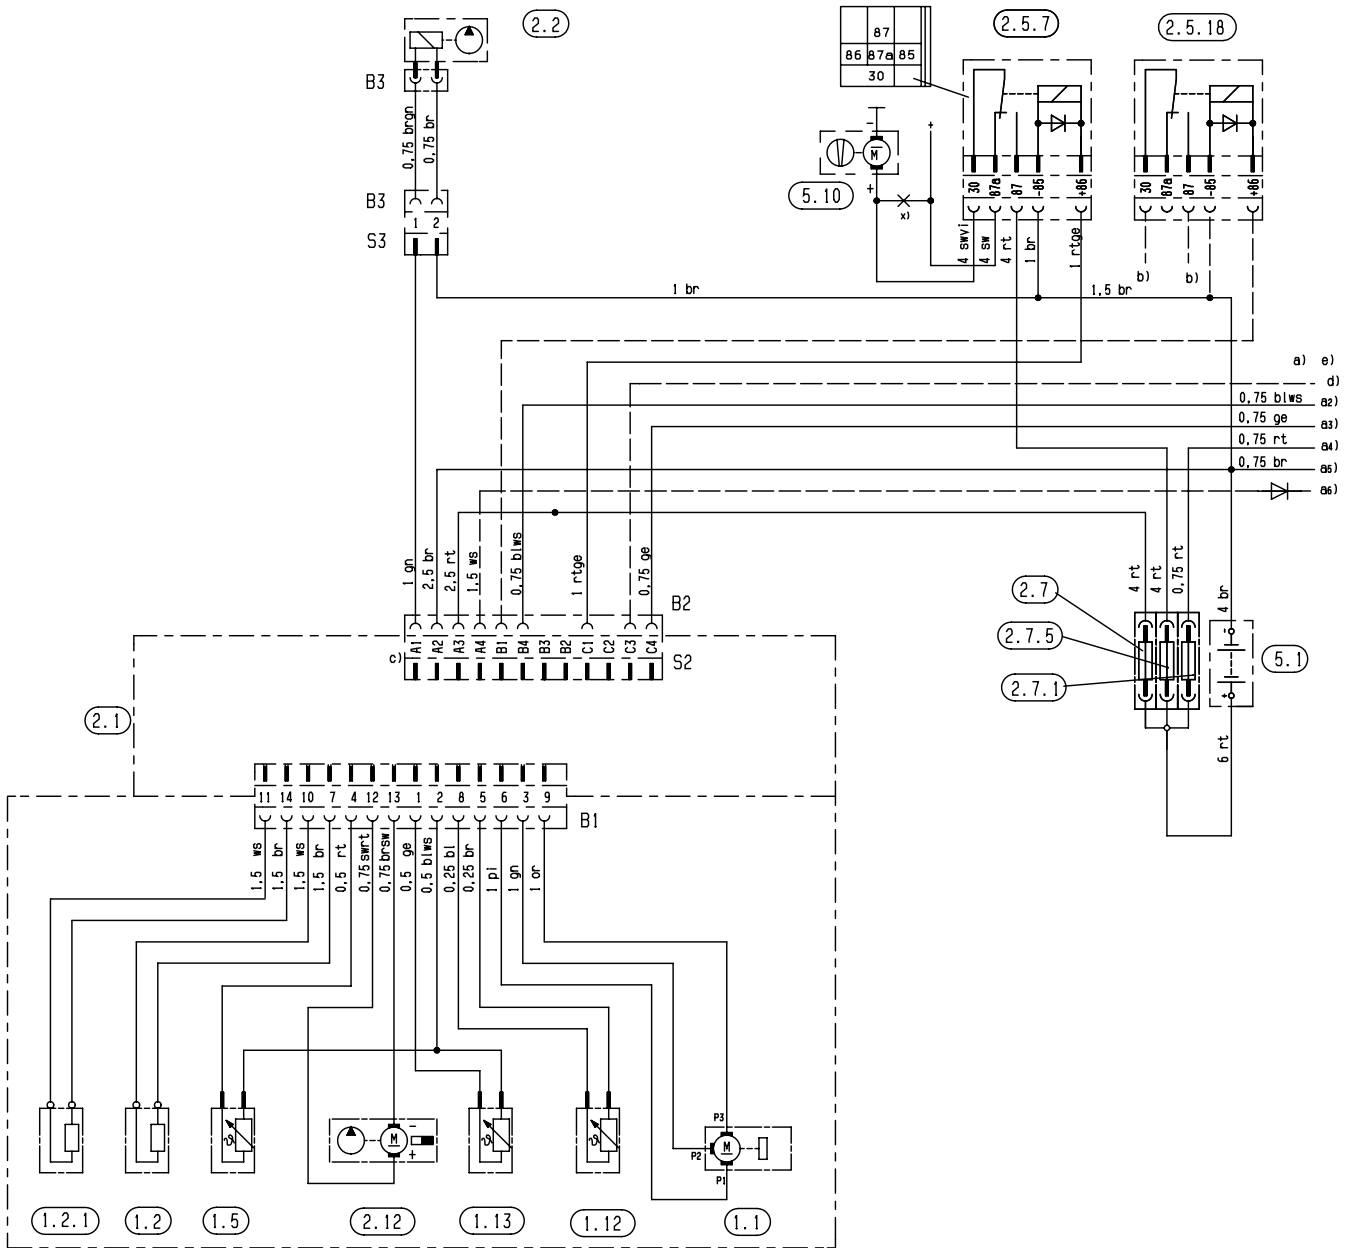 2.2
87
86 87a 85
30
2.5.7
2.5.18
B3
0,75 brgn
0,75 br
B3
1 2
S3
M
-
+
5.10
+
x)
30 87a 87 -85 +86
30 87a 87 -85 +86
4 swvi
4 sw
4 rt
1 br
1 rtge
b)
b)
1 br
1,5 br
a) e)
d)
0,75 blws a2)
0,75 ge a3)
0,75 rt a4)
0,75 br a5)
a6)
1 gn
2,5 br
2,5 rt
1,5 ws
0,75 blws
1 rtge
0,75 ge
4 rt
4 rt
0,75 rt
4 br
B2
c)
A1 A2 A3 A4 B1 B4 B3 B2 C1 C2 C3 C4
S2
2.7
2.7.5
2.7.1
-
+
5.1
6 rt
2.1
11 14 10 7 4 12 13 1 2 8 5 6 3 9
B1
1,5 ws
1,5 br
1,5 ws
1,5 br
0,5 rt
0,75 swrt
0,75 brsw
0,5 ge
0,5 blws
0,25 bl
0,25 br
1 pi
1 gn
1 or
ϑ
M
-
+
ϑ
ϑ
P3
P2
M
P1
1.2.1
1.2
1.5
2.12
1.13
1.12
1.1